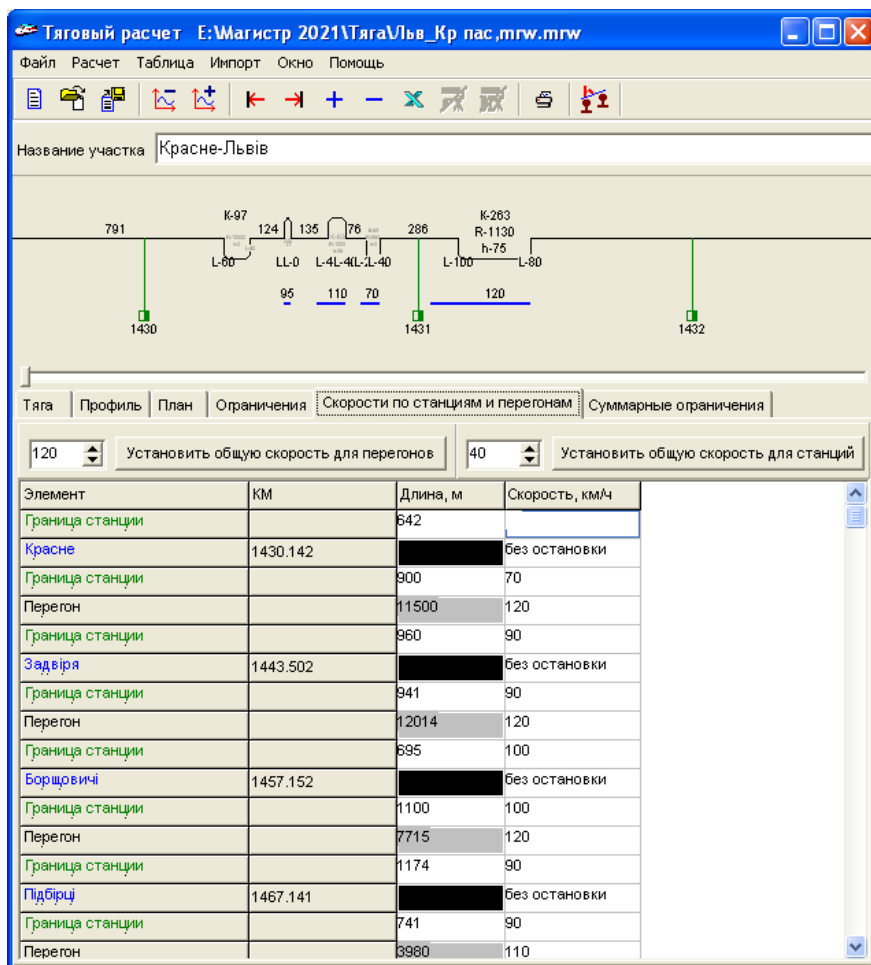 Тяговый расчет E:\Магистр 2021\Тяга\Льв_Кр пас,mrw.mrw
Файл Расчет Таблица Импорт Окно Помощь
Название участка Красне-Львів
K-97 K-263
791 124 135 76 286 R-1130
h-75
L-60 LL-0 L-4L-4(L-2L-40 L-100 L-80
95 110 70 120
1430 1431 1432
Тяга Профиль План Ограничения Скорости по станциям и перегонам Суммарные ограничения
120 Установить общую скорость для перегонов 40 Установить общую скорость для станций
Элемент КМ Длина, м Скорость, км/ч
Граница станции 642
Красне 1430.142 без остановки
Граница станции 900 70
Перегон 11500 120
Граница станции 960 90
Задвіря 1443.502 без остановки
Граница станции 941 90
Перегон 12014 120
Граница станции 695 100
Борщовичі 1457.152 без остановки
Граница станции 1100 100
Перегон 7715 120
Граница станции 1174 90
Підбірці 1467.141 без остановки
Граница станции 741 90
Перегон 3980 110